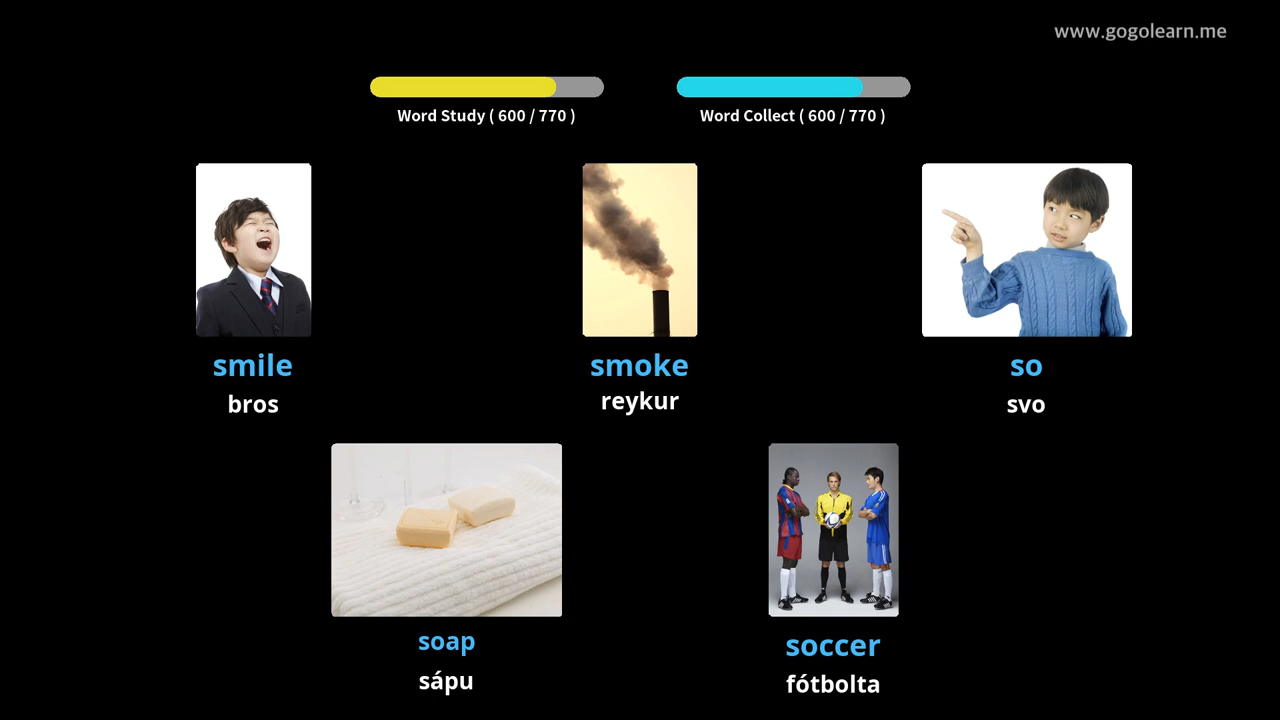 www.gogolearn.me
Word Study ( 600 / 770 )
Word Collect ( 600 / 770 )
smile
bros
smoke
reykur
so
svo
soap
sápu
soccer
fótbolta